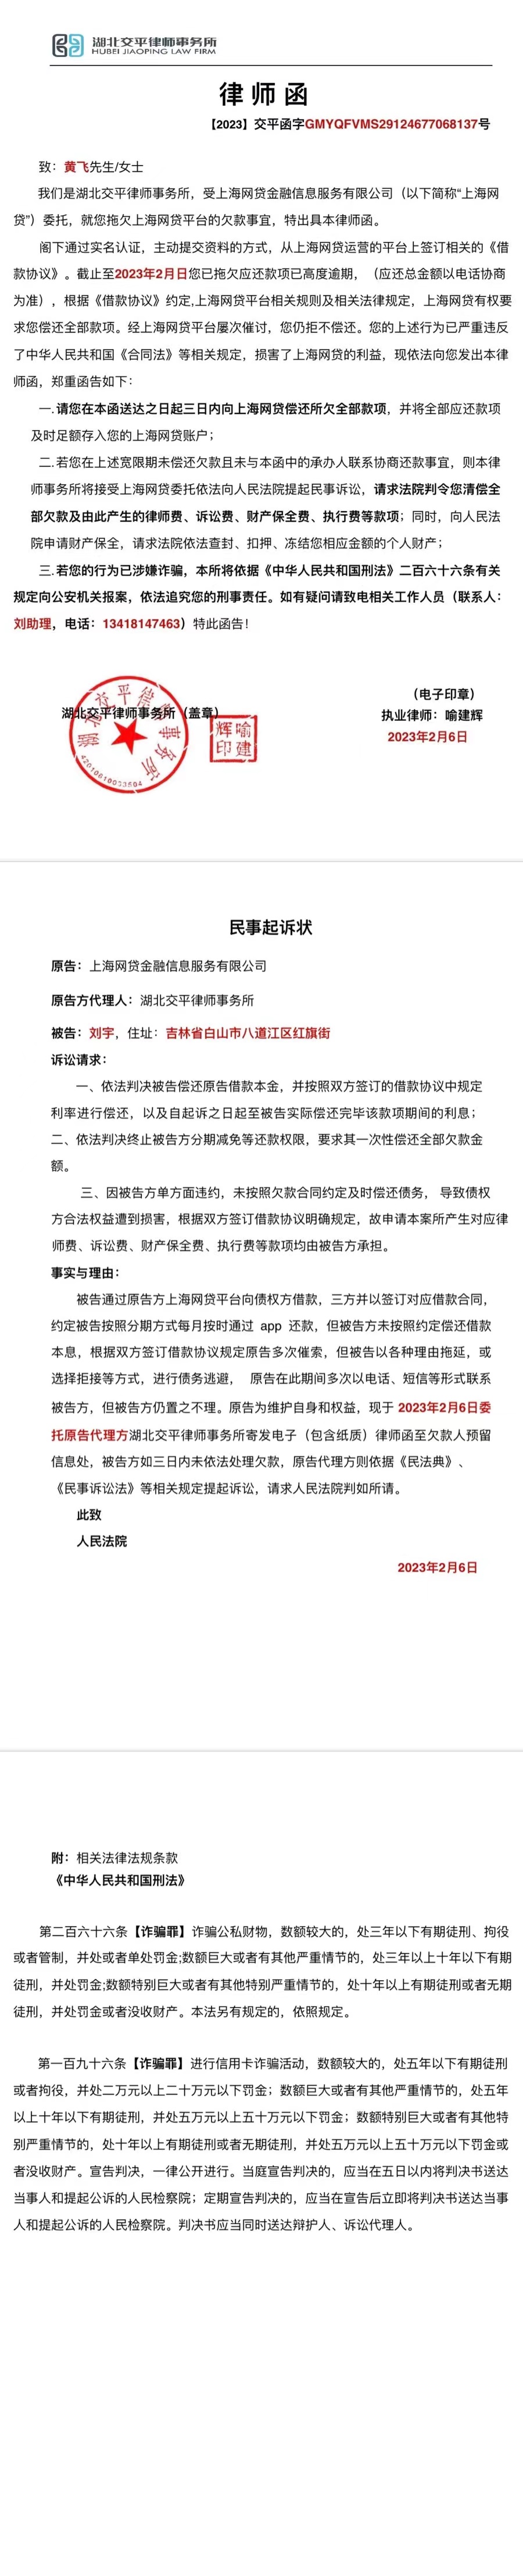 湖北交平律师事务所
HUBEI JIAOPING LAW FIRM
律师函
【2023】交平函字GMYQFVMS29124677068137号
致：黄飞先生/女士
我们是湖北交平律师事务所，受上海网贷金融信息服务有限公司（以下简称“上海网
贷”）委托，就您拖欠上海网贷平台的欠款事宜，特出具本律师函。
阁下通过实名认证，主动提交资料的方式，从上海网贷运营的平台上签订相关的《借
款协议》。截止至2023年2月日您已拖欠应还款项已高度逾期，（应还总金额以电话协商
为准），根据《借款协议》约定,上海网贷平台相关规则及相关法律规定，上海网贷有权要
求您偿还全部款项。经上海网贷平台屡次催讨，您仍拒不偿还。您的上述行为已严重违反
了中华人民共和国《合同法》等相关规定，损害了上海网贷的利益，现依法向您发出本律
师函，郑重函告如下：
一.请您在本函送达之日起三日内向上海网贷偿还所欠全部款项，并将全部应还款项
及时足额存入您的上海网贷账户；
二.若您在上述宽限期未偿还欠款且未与本函中的承办人联系协商还款事宜，则本律
师事务所将接受上海网贷委托依法向人民法院提起民事诉讼，请求法院判令您清偿全
部欠款及由此产生的律师费、诉讼费、财产保全费、执行费等款项；同时，向人民法
院申请财产保全，请求法院依法查封、扣押、冻结您相应金额的个人财产；
三.若您的行为已涉嫌诈骗，本所将依据《中华人民共和国刑法》二百六十六条有关
规定向公安机关报案，依法追究您的刑事责任。如有疑问请致电相关工作人员（联系人：
刘助理，电话：13418147463）特此函告！
（电子印章）
湖北交平律师事务所（盖章）
执业律师：喻建辉
2023年2月6日
湖北交平律师事务所
42010610003504
喻建
辉印
民事起诉状
原告：上海网贷金融信息服务有限公司
原告方代理人：湖北交平律师事务所
被告：刘宇，住址：吉林省白山市八道江区红旗街
诉讼请求：
一、依法判决被告偿还原告借款本金，并按照双方签订的借款协议中规定
利率进行偿还，以及自起诉之日起至被告实际偿还完毕该款项期间的利息；
二、依法判决终止被告方分期减免等还款权限，要求其一次性偿还全部欠款金
额。
三、因被告方单方面违约，未按照欠款合同约定及时偿还债务， 导致债权
方合法权益遭到损害，根据双方签订借款协议明确规定，故申请本案所产生对应律
师费、诉讼费、财产保全费、执行费等款项均由被告方承担。
事实与理由：
被告通过原告方上海网贷平台向债权方借款，三方并以签订对应借款合同，
约定被告按照分期方式每月按时通过 app 还款，但被告方未按照约定偿还借款
本息，根据双方签订借款协议规定原告多次催索，但被告以各种理由拖延，或
选择拒接等方式，进行债务逃避， 原告在此期间多次以电话、短信等形式联系
被告方，但被告方仍置之不理。原告为维护自身和权益，现于 2023年2月6日委
托原告代理方湖北交平律师事务所寄发电子（包含纸质）律师函至欠款人预留
信息处，被告方如三日内未依法处理欠款，原告代理方则依据《民法典》、
《民事诉讼法》等相关规定提起诉讼，请求人民法院判如所请。
此致
人民法院
2023年2月6日
附：相关法律法规条款
《中华人民共和国刑法》
第二百六十六条【诈骗罪】诈骗公私财物，数额较大的，处三年以下有期徒刑、拘役
或者管制，并处或者单处罚金;数额巨大或者有其他严重情节的，处三年以上十年以下有期
徒刑，并处罚金;数额特别巨大或者有其他特别严重情节的，处十年以上有期徒刑或者无期
徒刑，并处罚金或者没收财产。本法另有规定的，依照规定。
第一百九十六条【诈骗罪】进行信用卡诈骗活动，数额较大的，处五年以下有期徒刑
或者拘役，并处二万元以上二十万元以下罚金；数额巨大或者有其他严重情节的，处五年
以上十年以下有期徒刑，并处五万元以上五十万元以下罚金；数额特别巨大或者有其他特
别严重情节的，处十年以上有期徒刑或者无期徒刑，并处五万元以上五十万元以下罚金或
者没收财产。宣告判决，一律公开进行。当庭宣告判决的，应当在五日以内将判决书送达
当事人和提起公诉的人民检察院；定期宣告判决的，应当在宣告后立即将判决书送达当事
人和提起公诉的人民检察院。判决书应当同时送达辩护人、诉讼代理人。